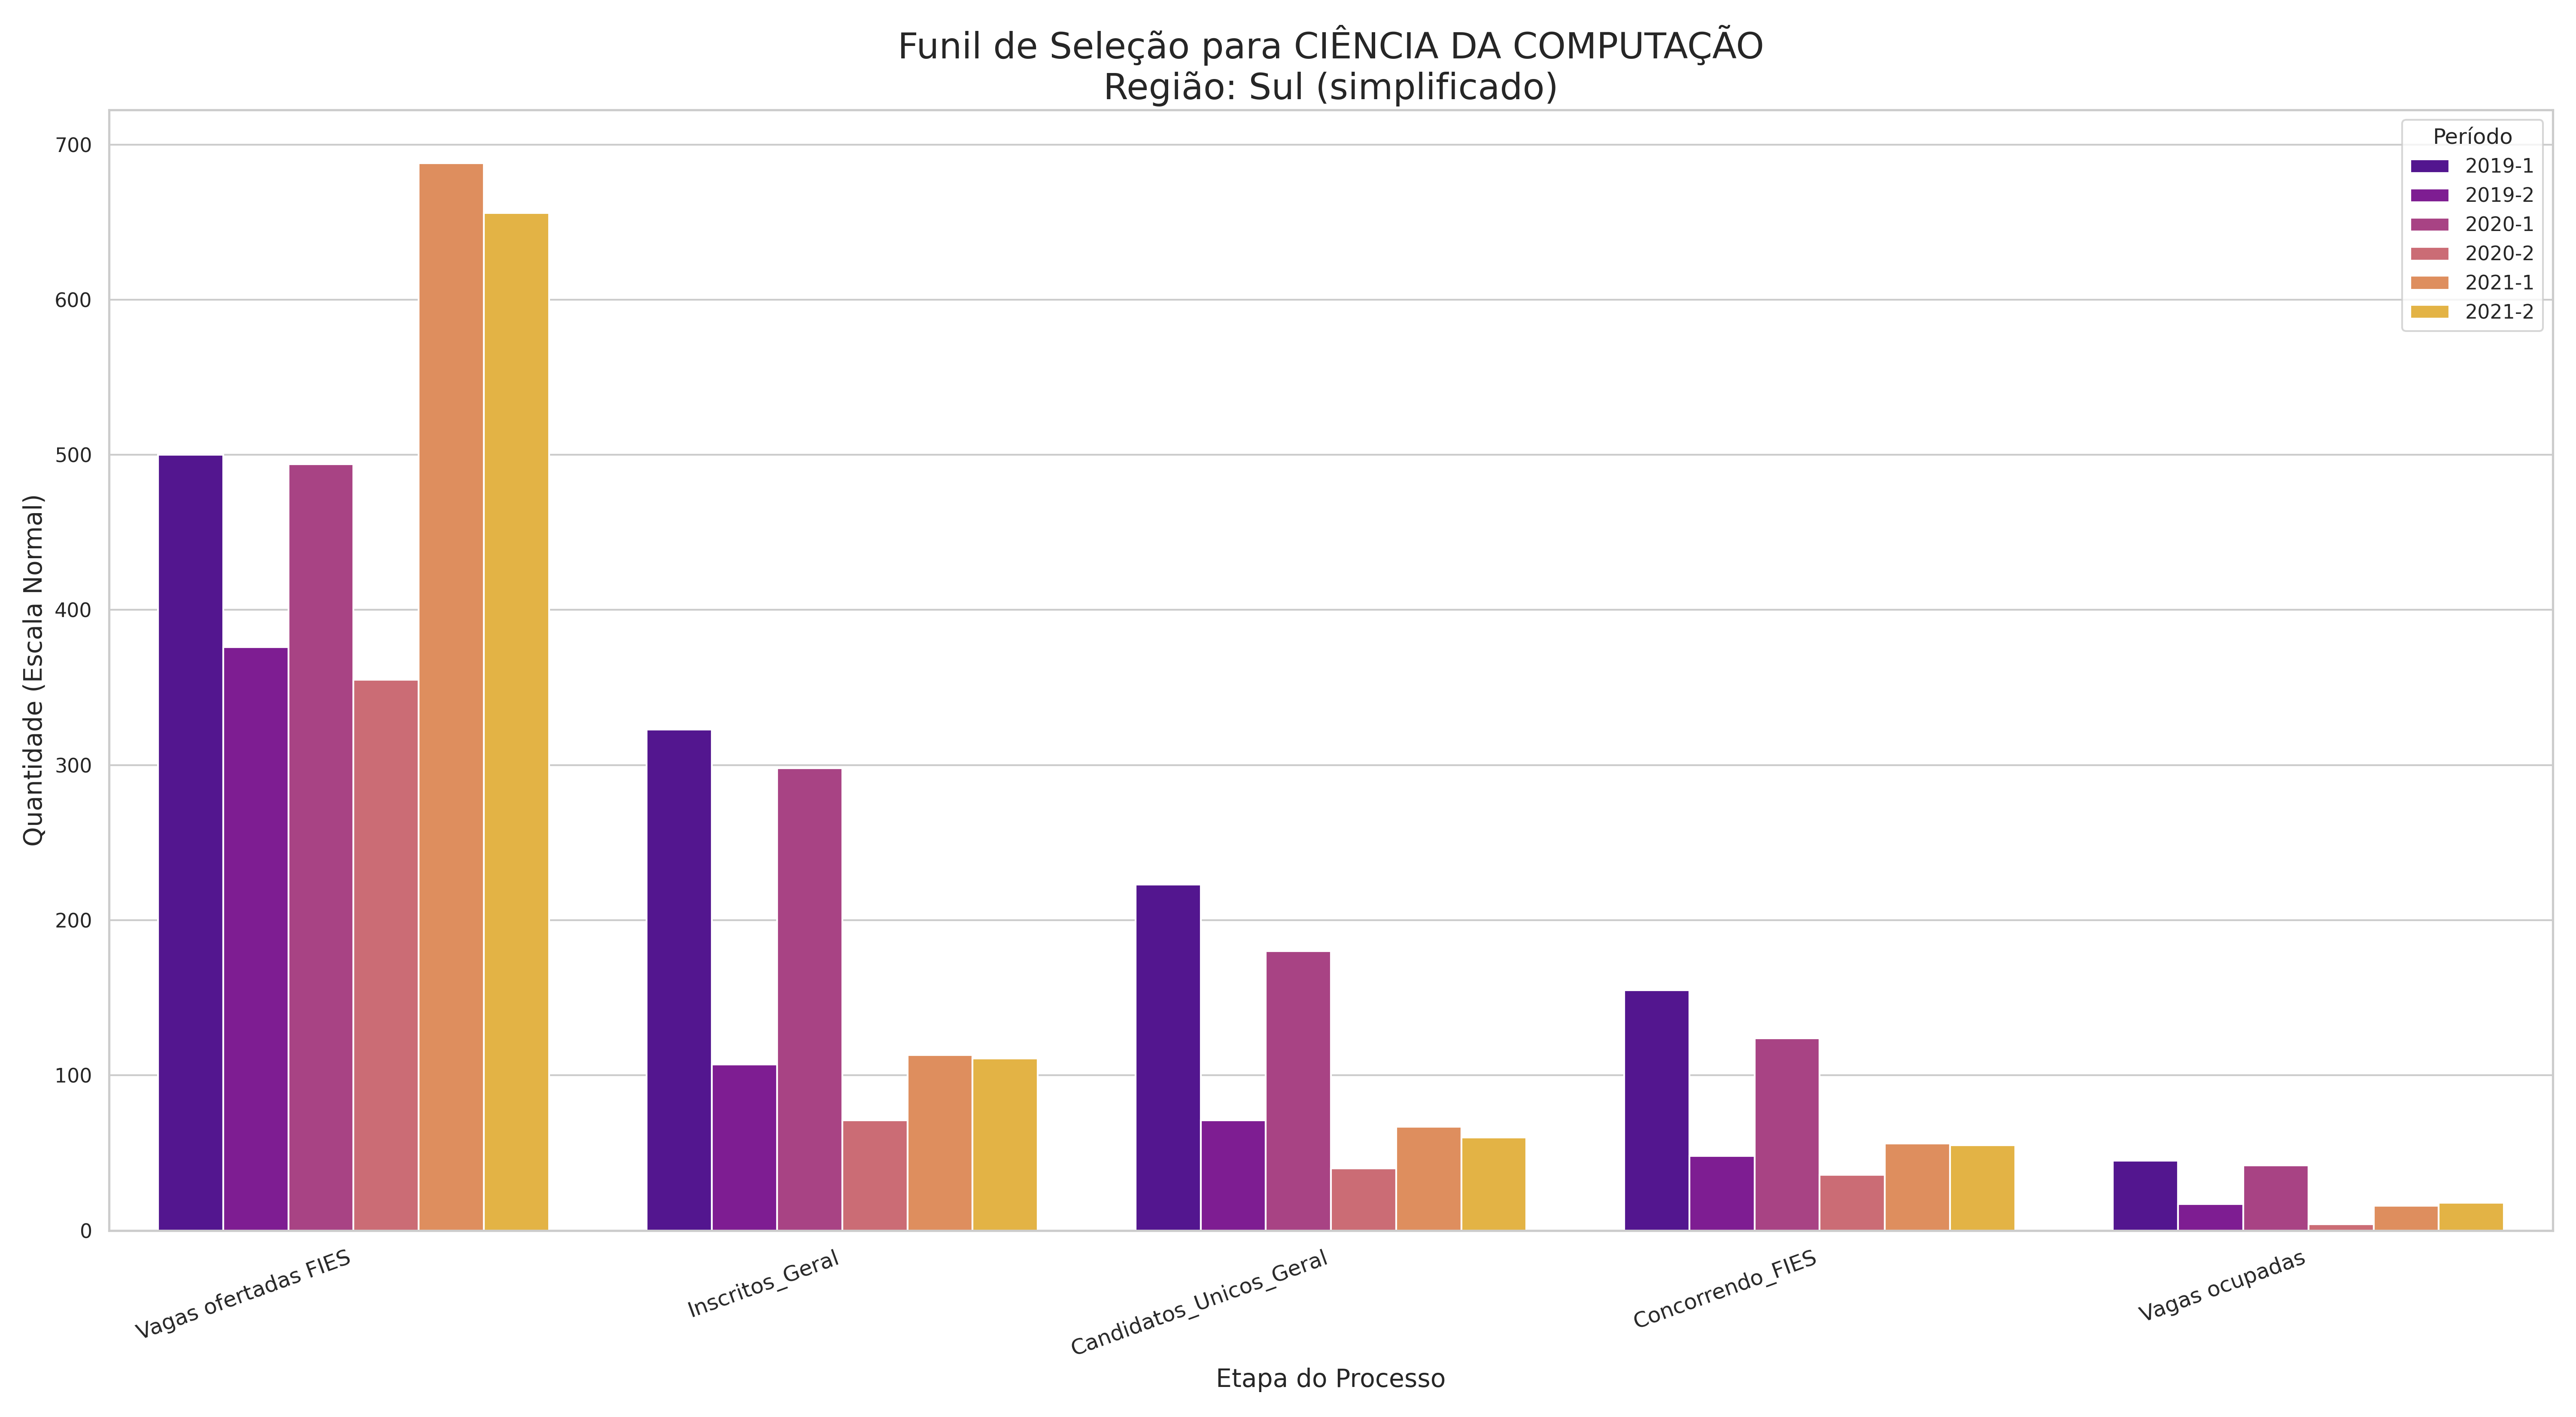 Funil de Seleção para CIÊNCIA DA COMPUTAÇÃO
Região: Sul (simplificado)
Quantidade (Escala Normal)
700
600
500
400
300
200
100
0
Período
2019-1
2019-2
2020-1
2020-2
2021-1
2021-2
Vagas ofertadas FIES
Inscritos_Geral
Candidatos_Unicos_Geral
Concorrendo_FIES
Vagas ocupadas
Etapa do Processo